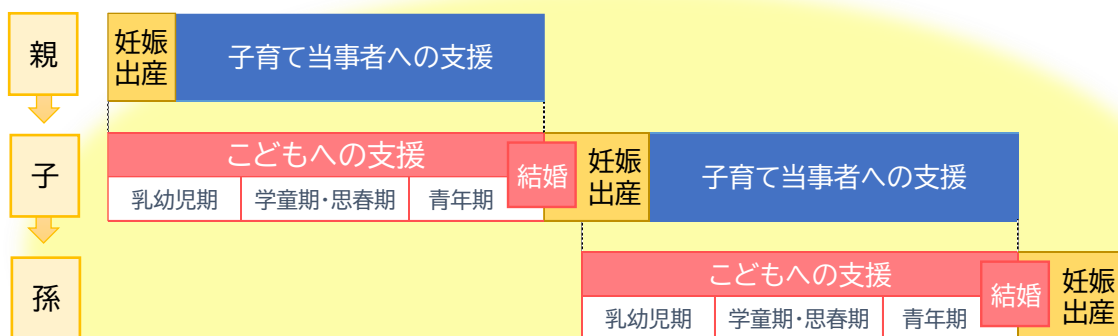 親
妊娠
出産
子育て当事者への支援
子
こどもへの支援
乳幼児期
学童期・思春期
青年期
結婚
妊娠
出産
子育て当事者への支援
孫
こどもへの支援
乳幼児期
学童期・思春期
青年期
結婚
妊娠
出産